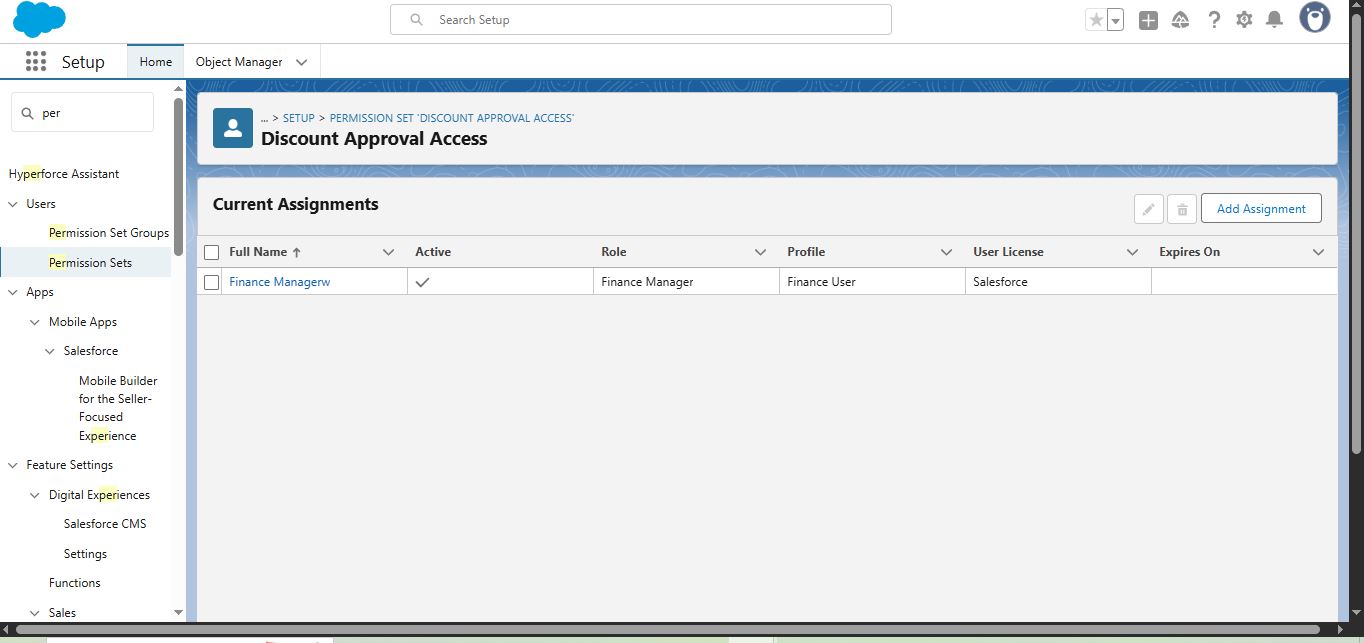 Search Setup
Setup
Home
Object Manager
per
Hyperforce Assistant
Users
Permission Set Groups
Permission Sets
Apps
Mobile Apps
Salesforce
Mobile Builder
for the Seller-
Focused
Experience
Feature Settings
Digital Experiences
Salesforce CMS
Settings
Functions
Sales
... > SETUP > PERMISSION SET 'DISCOUNT APPROVAL ACCESS'
Discount Approval Access
Current Assignments
Add Assignment
Full Name ↑ Active Role Profile User License Expires On
Finance Managerw Finance Manager Finance User Salesforce